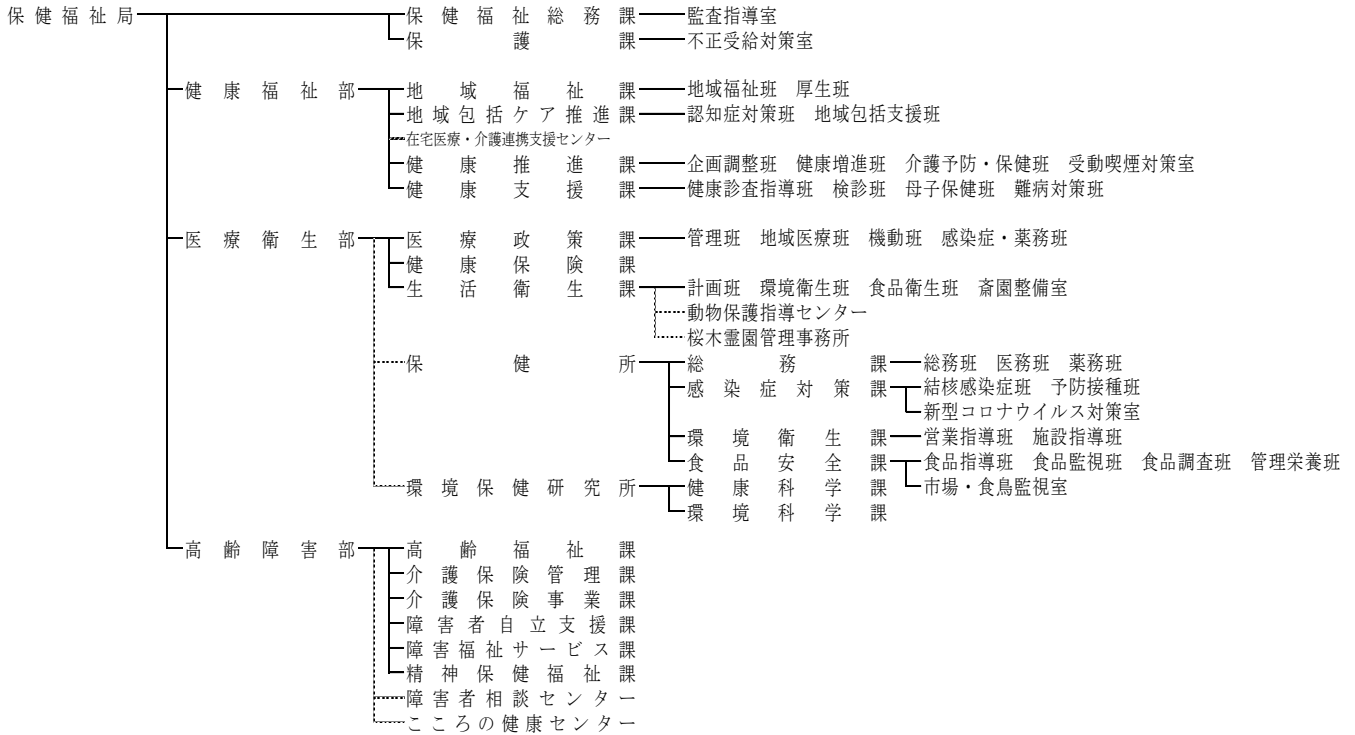 保健福祉局 保健福祉総務課 監査指導室
保護課 不正受給対策室
健康福祉部 地域福祉課 地域福祉班 厚生班
地域包括ケア推進課 認知症対策班 地域包括支援班
在宅医療・介護連携支援センター
健康推進課 企画調整班 健康増進班 介護予防・保健班 受動喫煙対策室
健康支援課 健康診査指導班 検診班 母子保健班 難病対策班
医療衛生部 医療政策課 管理班 地域医療班 機動班 感染症・薬務班
健康保険課
生活衛生課 計画班 環境衛生班 食品衛生班 斎園整備室
動物保護指導センター
桜木霊園管理事務所
保健所 総務課 総務班 医務班 薬務班
感染症対策課 結核感染症班 予防接種班
新型コロナウイルス対策室
環境衛生課 営業指導班 施設指導班
食品安全課 食品指導班 食品監視班 食品調査班 管理栄養班
環境保健研究所 健康科学課 市場・食鳥監視室
環境科学課
高齢障害部 高齢福祉課
介護保険管理課
介護保険事業課
障害者自立支援課
障害福祉サービス課
精神保健福祉課
障害者相談センター
こころの健康センター